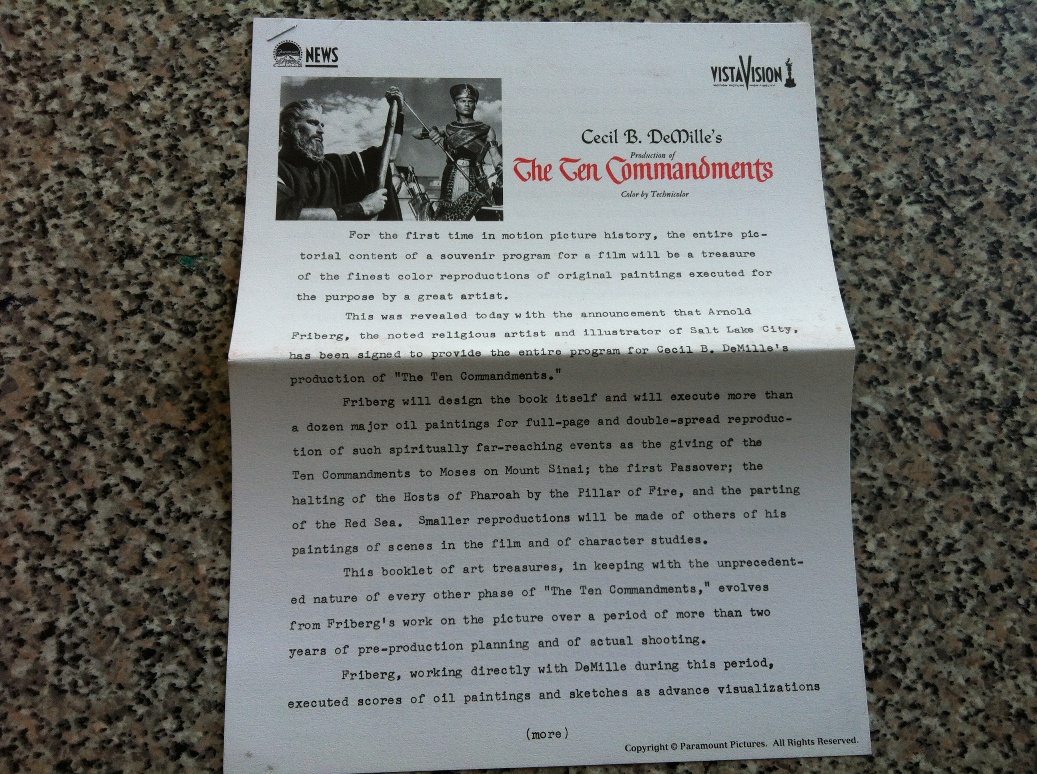 NEWS
VISTAVISION
Cecil B. DeMille's
Production of
The Ten Commandments
Color by Technicolor
For the first time in motion picture history, the entire pic-
torial content of a souvenir program for a film will be a treasure
of the finest color reproductions of original paintings executed for
the purpose by a great artist.
This was revealed today with the announcement that Arnold
Friberg, the noted religious artist and illustrator of Salt Lake City,
has been signed to provide the entire program for Cecil B. DeMille's
production of "The Ten Commandments."
Friberg will design the book itself and will execute more than
a dozen major oil paintings for full-page and double-spread reproduc-
tion of such spiritually far-reaching events as the giving of the
Ten Commandments to Moses on Mount Sinai; the first Passover; the
halting of the Hosts of Pharoah by the Pillar of Fire, and the parting
of the Red Sea. Smaller reproductions will be made of others of his
paintings of scenes in the film and of character studies.
This booklet of art treasures, in keeping with the unprecedent-
ed nature of every other phase of "The Ten Commandments," evolves
from Friberg's work on the picture over a period of more than two
years of pre-production planning and of actual shooting.
Friberg, working directly with DeMille during this period,
executed scores of oil paintings and sketches as advance visualizations
(more)
Copyright © Paramount Pictures. All Rights Reserved.